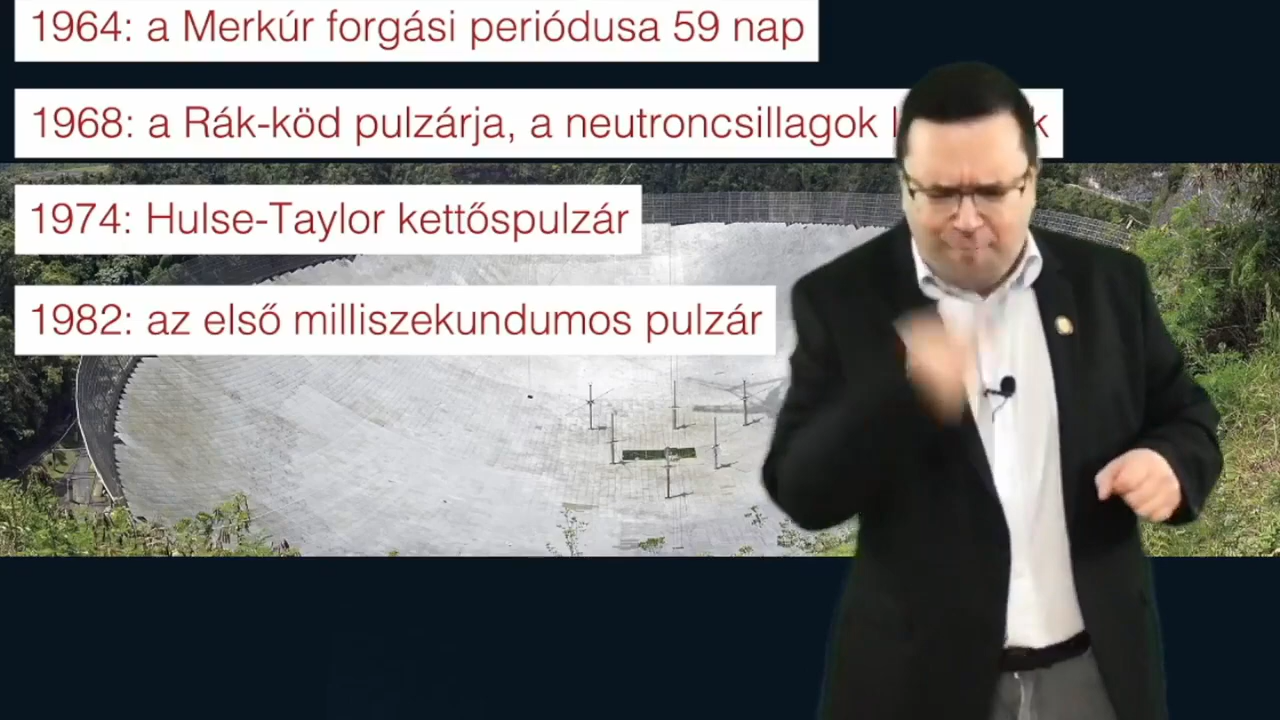 1964: a Merkúr forgási periódusa 59 nap
1968: a Rák-köd pulzárja, a neutroncsillagok
1974: Hulse-Taylor kettőspulzár
1982: az első milliszekundumos pulzár